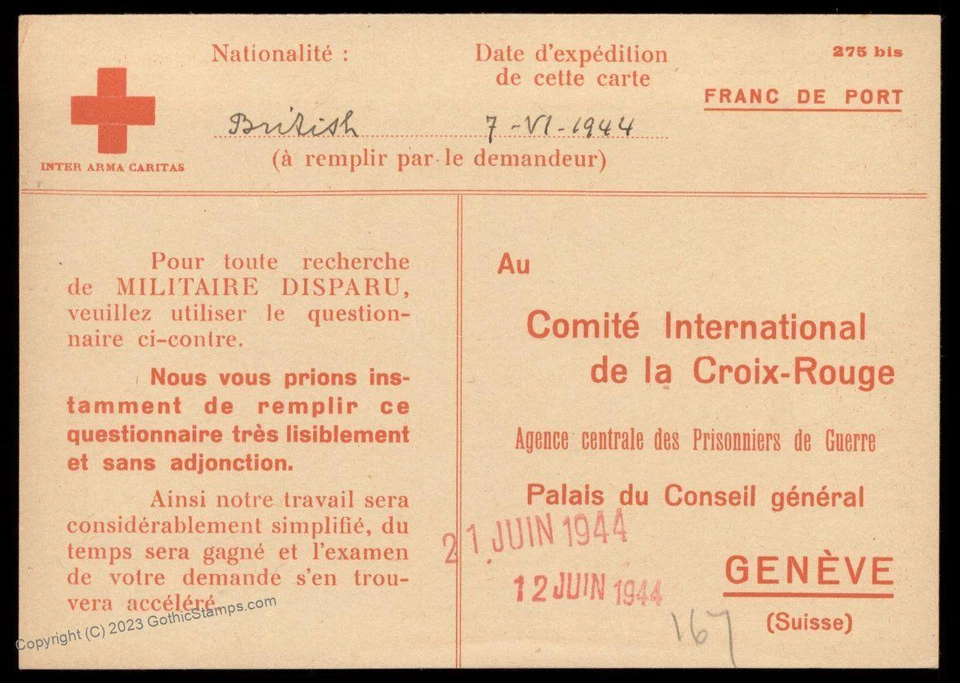 Nationalité :
Date d'expédition
de cette carte
275 bis
FRANC DE PORT
British
7-VI-1944
(à remplir par le demandeur)
INTER ARMA CARITAS
Pour toute recherche
de MILITAIRE DISPARU,
veuillez utiliser le question-
naire ci-contre.
Nous vous prions ins-
tamment de remplir ce
questionnaire très lisiblement
et sans adjonction.
Ainsi notre travail sera
considérablement simplifié, du
temps sera gagné et l'examen
de votre demande s'en trou-
vera accéléré.
Au
Comité International
de la Croix-Rouge
Agence centrale des Prisonniers de Guerre
Palais du Conseil général
21 JUIN 1944
GENÈVE
12 JUIN 1944
(Suisse)
167
Copyright (C) 2023 GothicStamps.com